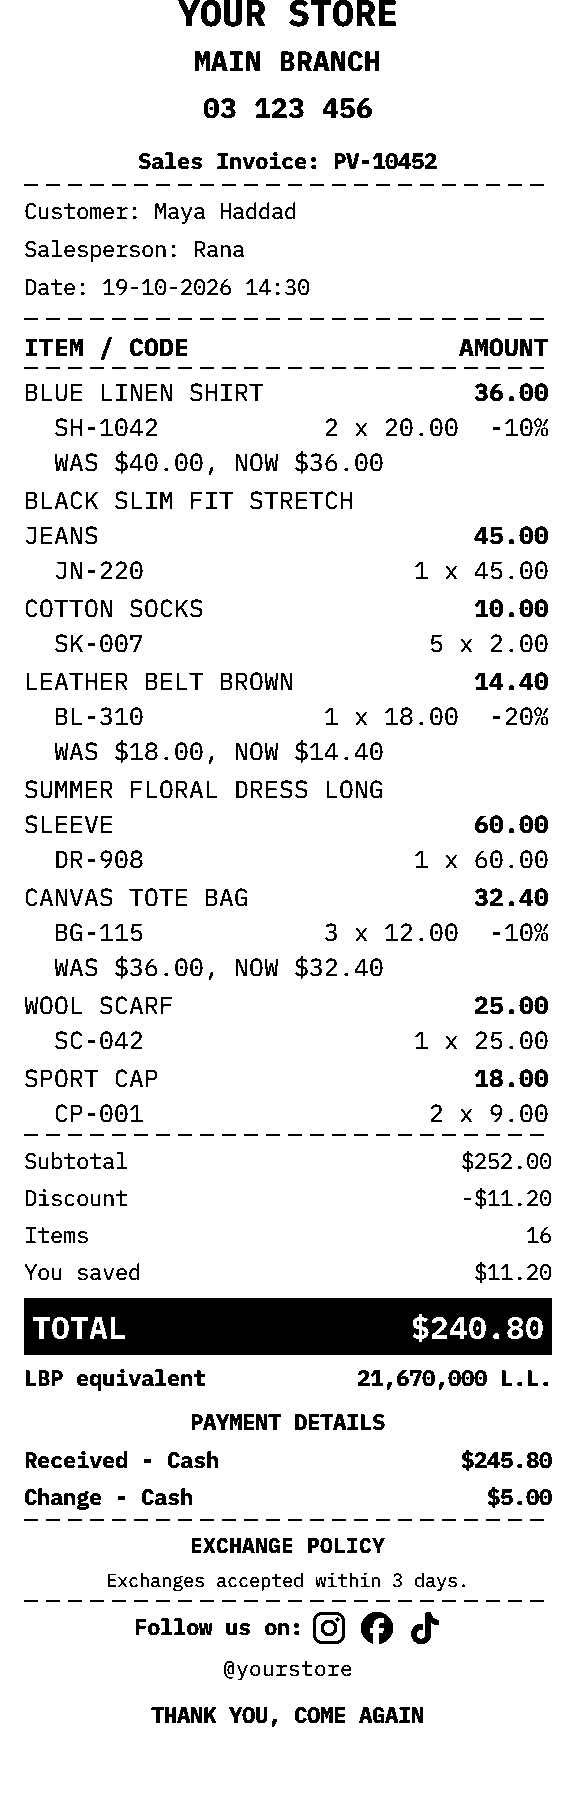 YOUR STORE
MAIN BRANCH
03 123 456
Sales Invoice: PV-10452
Customer: Maya Haddad
Salesperson: Rana
Date: 19-10-2026 14:30
ITEM / CODE AMOUNT
BLUE LINEN SHIRT 36.00
SH-1042 2 x 20.00 -10%
WAS $40.00, NOW $36.00
BLACK SLIM FIT STRETCH
JEANS 45.00
JN-220 1 x 45.00
COTTON SOCKS 10.00
SK-007 5 x 2.00
LEATHER BELT BROWN 14.40
BL-310 1 x 18.00 -20%
WAS $18.00, NOW $14.40
SUMMER FLORAL DRESS LONG
SLEEVE 60.00
DR-908 1 x 60.00
CANVAS TOTE BAG 32.40
BG-115 3 x 12.00 -10%
WAS $36.00, NOW $32.40
WOOL SCARF 25.00
SC-042 1 x 25.00
SPORT CAP 18.00
CP-001 2 x 9.00
Subtotal $252.00
Discount -$11.20
Items 16
You saved $11.20
TOTAL $240.80
LBP equivalent 21,670,000 L.L.
PAYMENT DETAILS
Received - Cash $245.80
Change - Cash $5.00
EXCHANGE POLICY
Exchanges accepted within 3 days.
Follow us on:
@yourstore
THANK YOU, COME AGAIN